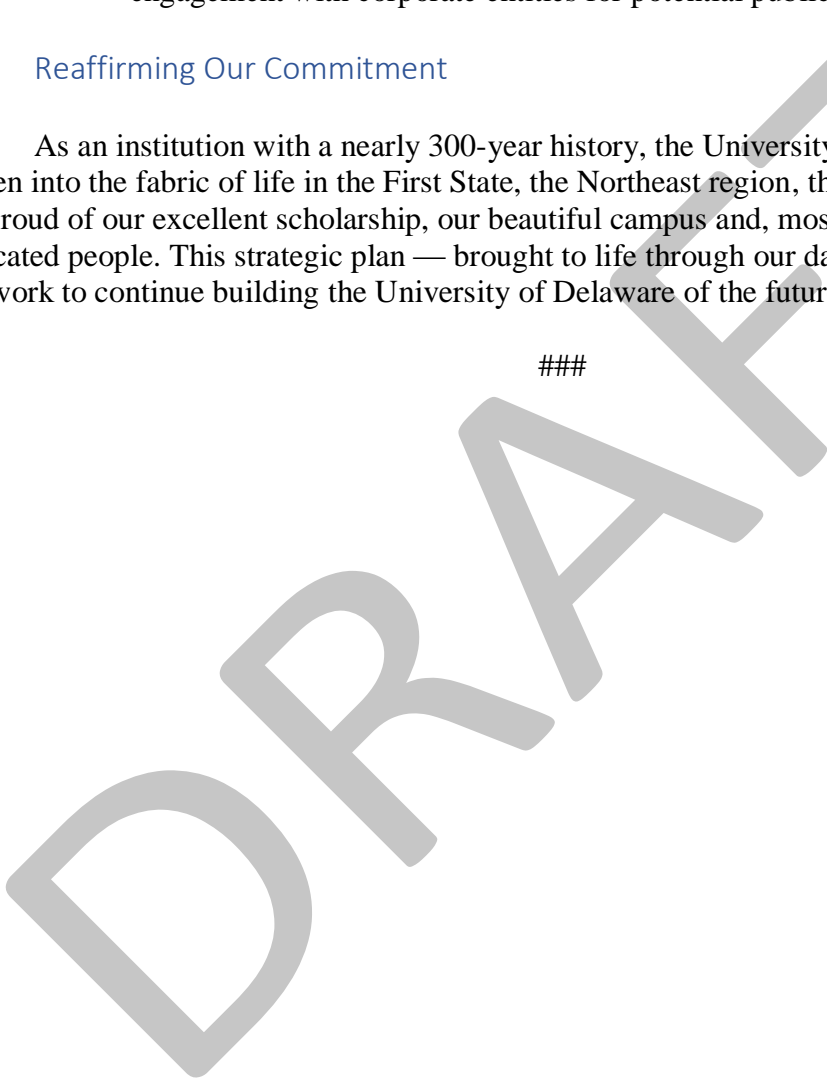 engagement with corporate entities for potential public
Reaffirming Our Commitment
As an institution with a nearly 300-year history, the University
en into the fabric of life in the First State, the Northeast region, th
roud of our excellent scholarship, our beautiful campus and, mos
cated people. This strategic plan — brought to life through our da
work to continue building the University of Delaware of the futur
###
DRAFT